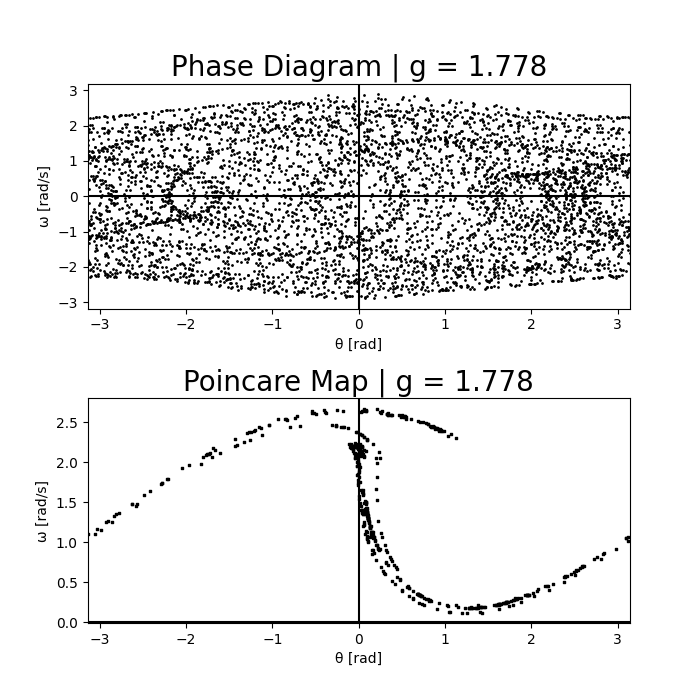 Phase Diagram | g = 1.778
3
2
1
0
−1
−2
−3
ω [rad/s]
−3 −2 −1 0 1 2 3
θ [rad]
Poincare Map | g = 1.778
2.5
2.0
1.5
1.0
0.5
0.0
ω [rad/s]
−3 −2 −1 0 1 2 3
θ [rad]